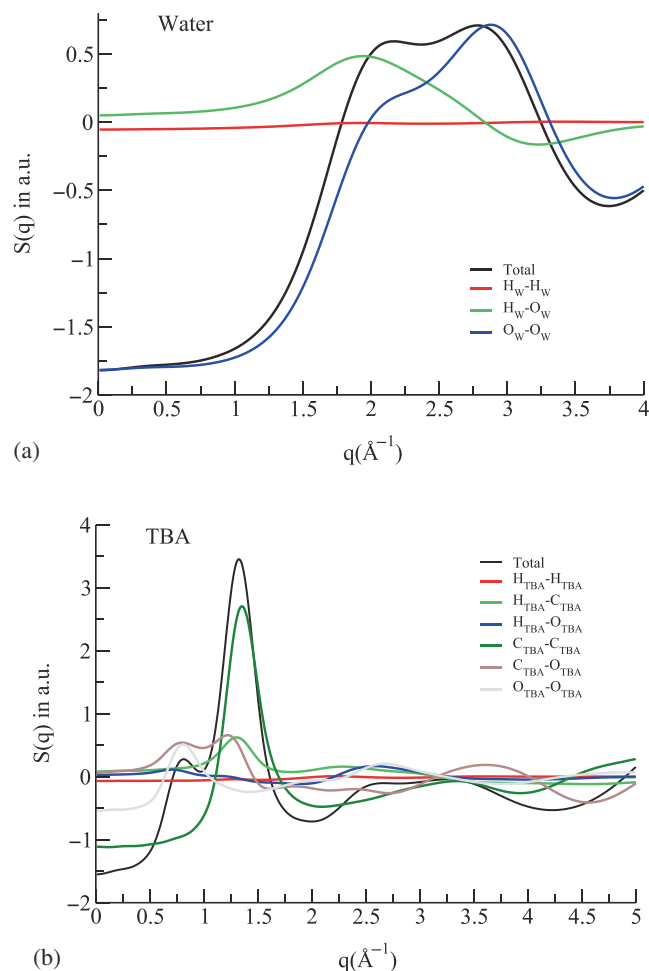 Water
S(q) in a.u.
0.5
0
−0.5
−1
−1.5
−2
Total
H_W-H_W
H_W-O_W
O_W-O_W
0 0.5 1 1.5 2 2.5 3 3.5 4
(a)
q(Å⁻¹)
TBA
S(q) in a.u.
4
3
2
1
0
−1
−2
Total
H_TBA-H_TBA
H_TBA-C_TBA
H_TBA-O_TBA
C_TBA-C_TBA
C_TBA-O_TBA
O_TBA-O_TBA
0 0.5 1 1.5 2 2.5 3 3.5 4 4.5 5
(b)
q(Å⁻¹)